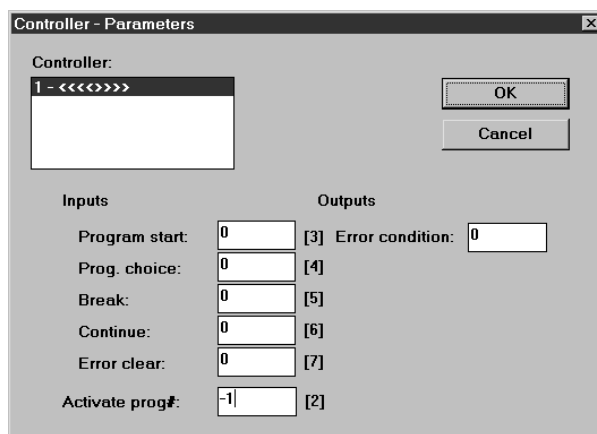 Controller - Parameters
Controller:
1 - <<<<>>>>
OK
Cancel
Inputs
Outputs
Program start: 0 [3] Error condition: 0
Prog. choice: 0 [4]
Break: 0 [5]
Continue: 0 [6]
Error clear: 0 [7]
Activate prog#: -1 [2]